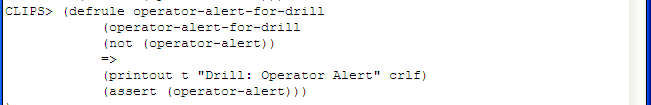 CLIPS> (defrule operator-alert-for-drill
(operator-alert-for-drill
(not (operator-alert))
=>
(printout t "Drill: Operator Alert" crlf)
(assert (operator-alert)))